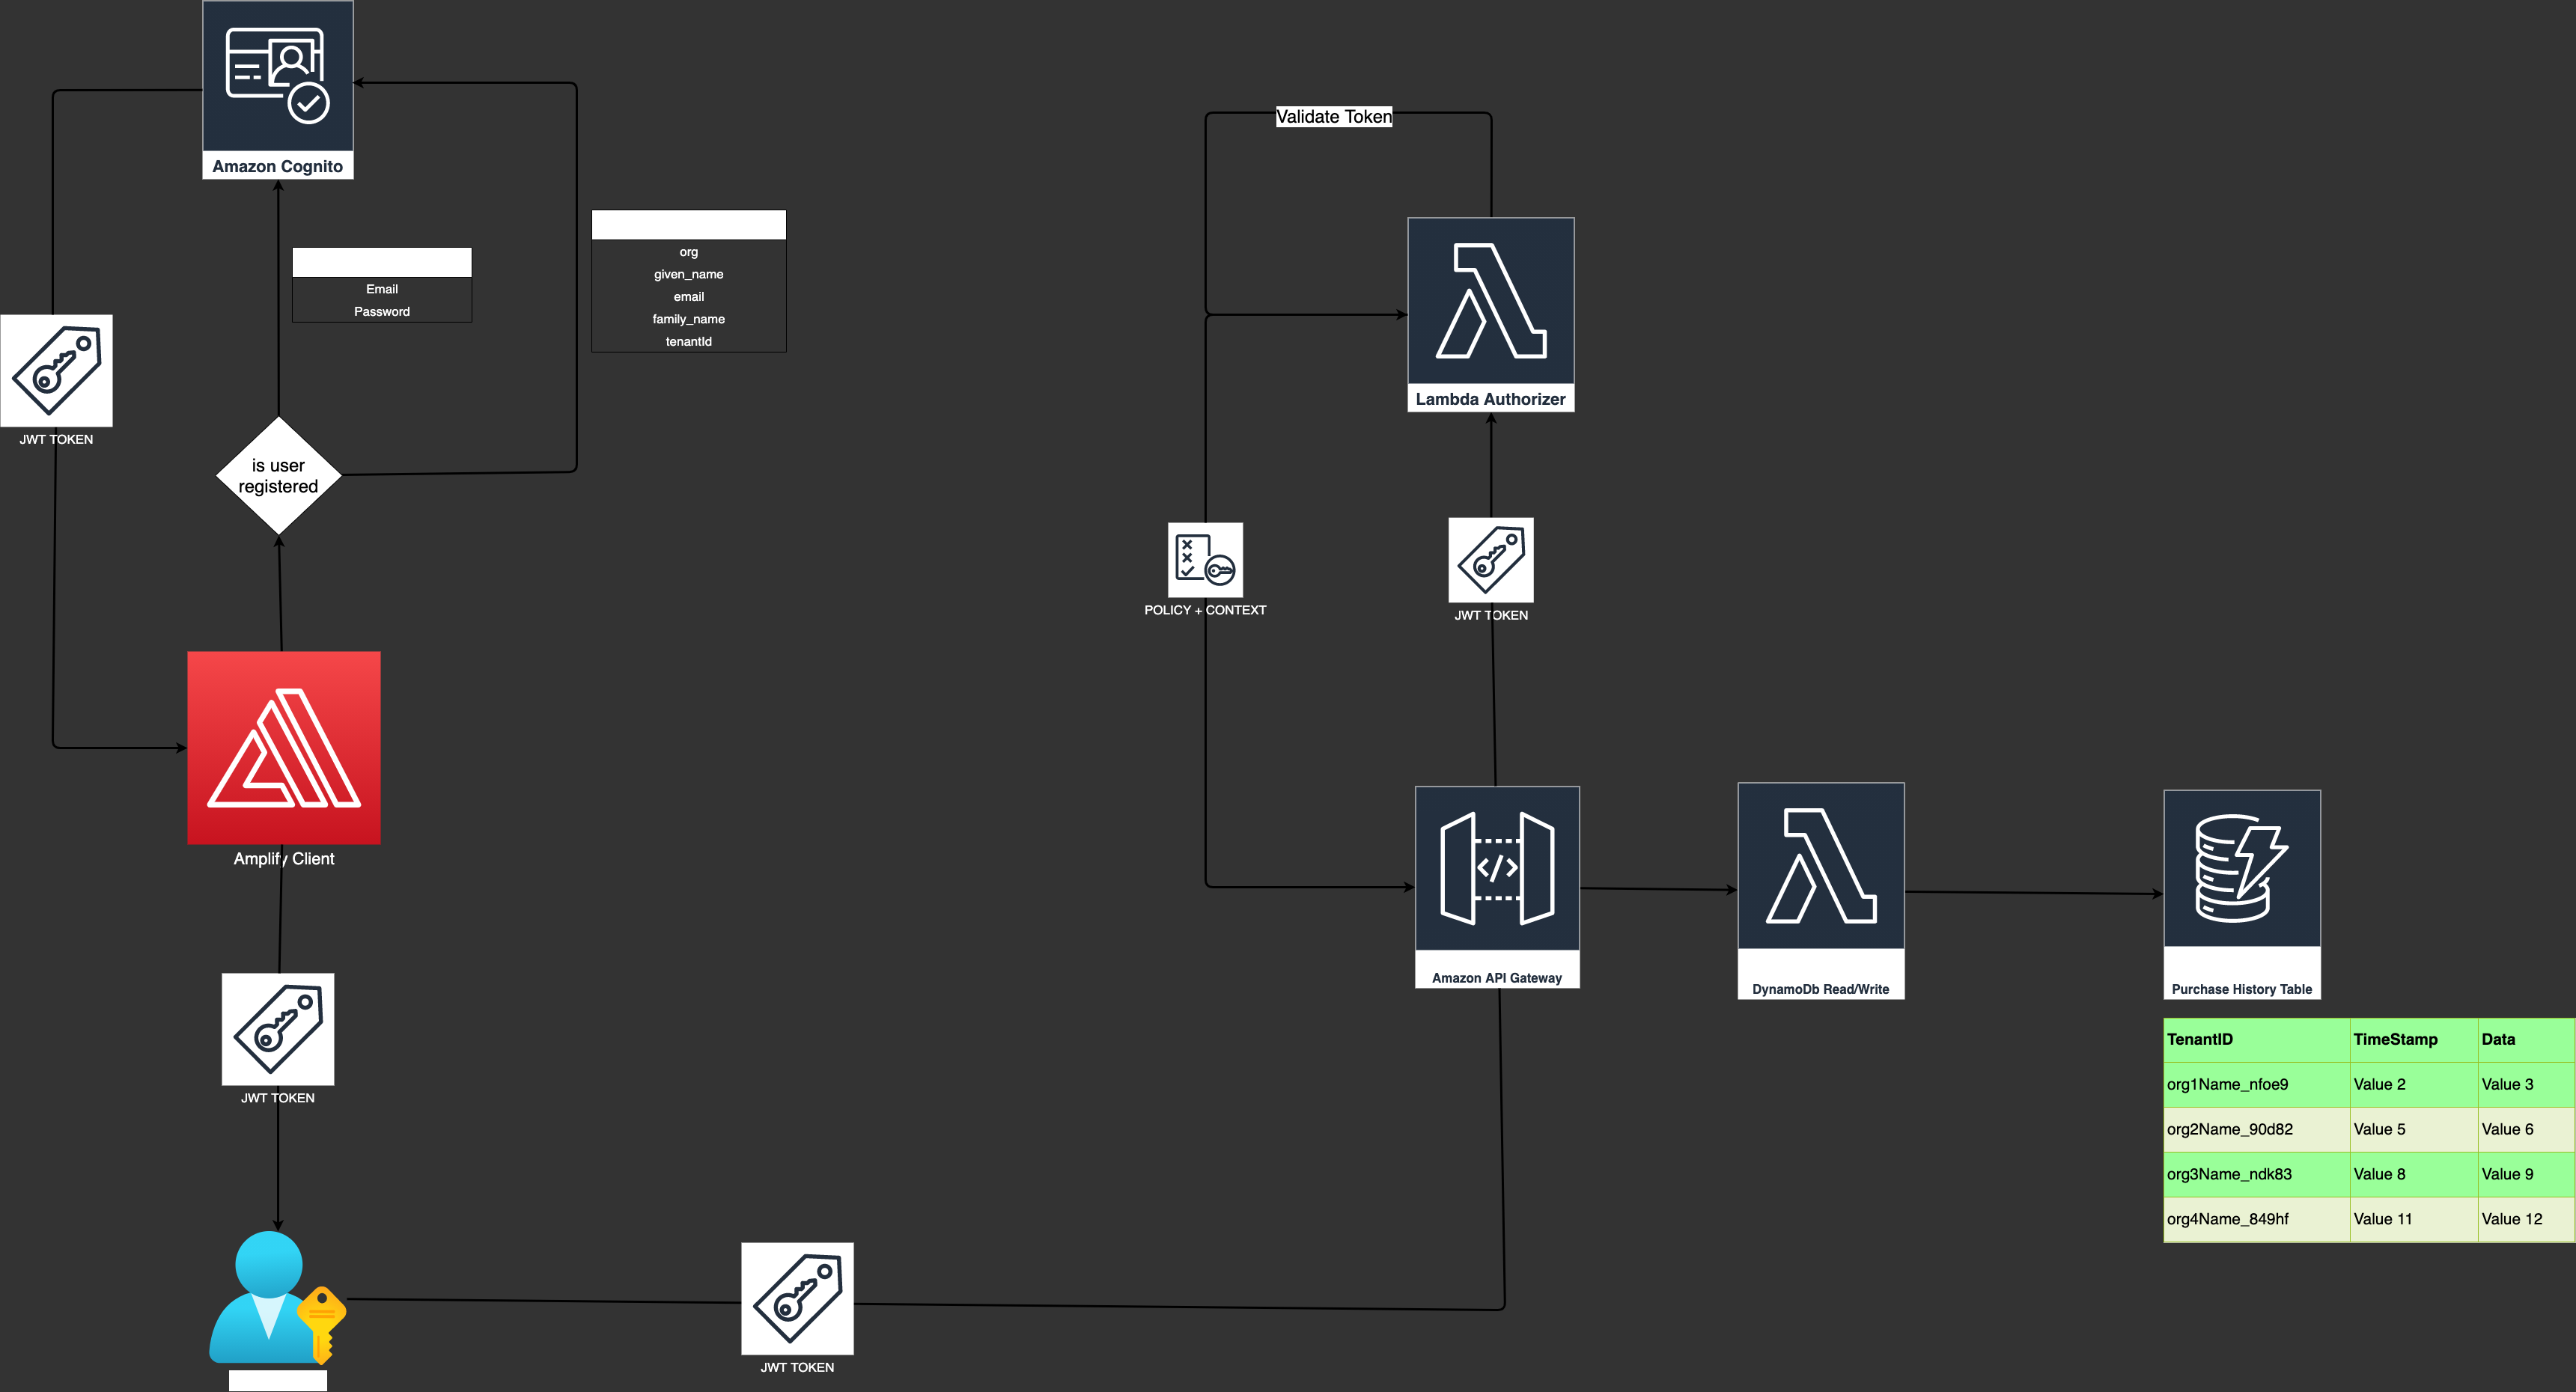 Amazon Cognito
Validate Token
org
given_name
email
family_name
tenantId
Email
Password
Lambda Authorizer
JWT TOKEN
is user
registered
POLICY + CONTEXT
JWT TOKEN
Amplify Client
Amazon API Gateway
DynamoDb Read/Write
Purchase History Table
TenantID TimeStamp Data
org1Name_nfoe9 Value 2 Value 3
org2Name_90d82 Value 5 Value 6
org3Name_ndk83 Value 8 Value 9
org4Name_849hf Value 11 Value 12
JWT TOKEN
JWT TOKEN